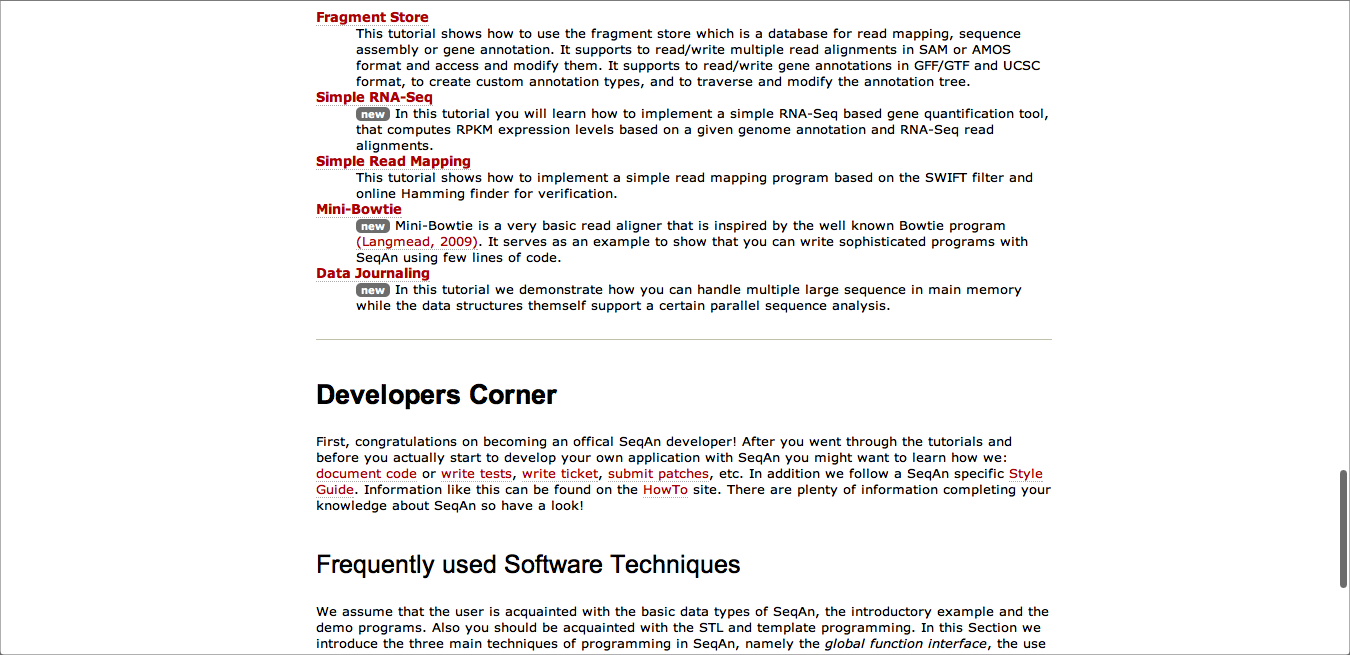 Fragment Store
This tutorial shows how to use the fragment store which is a database for read mapping, sequence
assembly or gene annotation. It supports to read/write multiple read alignments in SAM or AMOS
format and access and modify them. It supports to read/write gene annotations in GFF/GTF and UCSC
format, to create custom annotation types, and to traverse and modify the annotation tree.
Simple RNA-Seq
new In this tutorial you will learn how to implement a simple RNA-Seq based gene quantification tool,
that computes RPKM expression levels based on a given genome annotation and RNA-Seq read
alignments.
Simple Read Mapping
This tutorial shows how to implement a simple read mapping program based on the SWIFT filter and
online Hamming finder for verification.
Mini-Bowtie
new Mini-Bowtie is a very basic read aligner that is inspired by the well known Bowtie program
(Langmead, 2009). It serves as an example to show that you can write sophisticated programs with
SeqAn using few lines of code.
Data Journaling
new In this tutorial we demonstrate how you can handle multiple large sequence in main memory
while the data structures themself support a certain parallel sequence analysis.
Developers Corner
First, congratulations on becoming an offical SeqAn developer! After you went through the tutorials and
before you actually start to develop your own application with SeqAn you might want to learn how we:
document code or write tests, write ticket, submit patches, etc. In addition we follow a SeqAn specific Style
Guide. Information like this can be found on the HowTo site. There are plenty of information completing your
knowledge about SeqAn so have a look!
Frequently used Software Techniques
We assume that the user is acquainted with the basic data types of SeqAn, the introductory example and the
demo programs. Also you should be acquainted with the STL and template programming. In this Section we
introduce the three main techniques of programming in SeqAn, namely the global function interface, the use